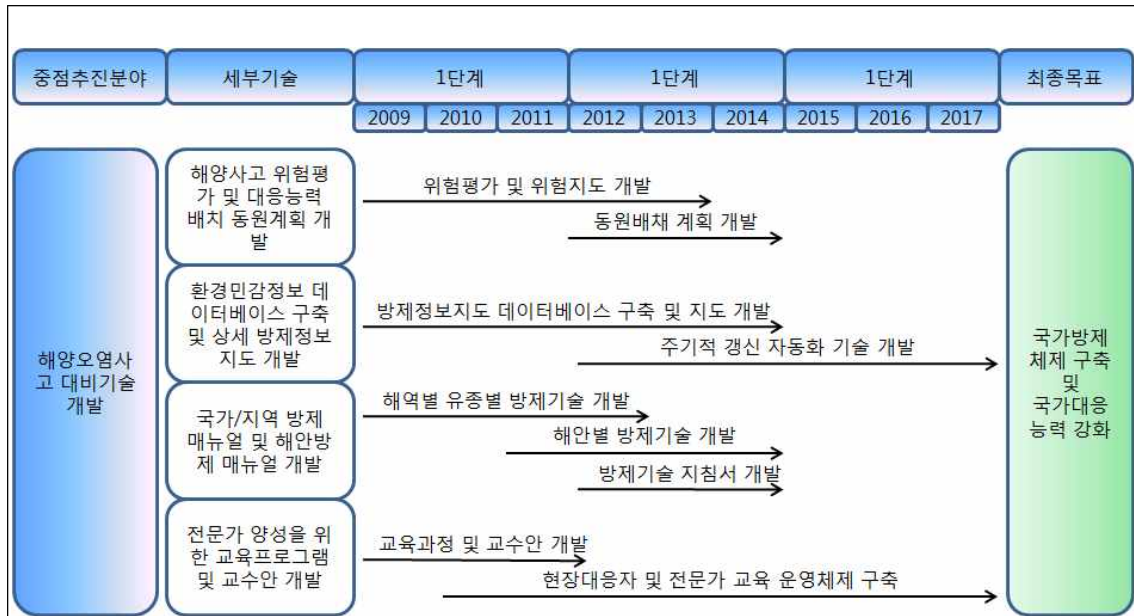 중점추진분야
세부기술
1단계
1단계
1단계
최종목표
2009
2010
2011
2012
2013
2014
2015
2016
2017
해양오염사
고 대비기술
개발
해양사고 위험평
가 및 대응능력
배치 동원계획 개
발
위험평가 및 위험지도 개발
동원배채 계획 개발
환경민감정보 데
이터베이스 구축
및 상세 방제정보
지도 개발
방제정보지도 데이터베이스 구축 및 지도 개발
주기적 갱신 자동화 기술 개발
국가/지역 방제
매뉴얼 및 해안방
제 매뉴얼 개발
해역별 유종별 방제기술 개발
해안별 방제기술 개발
방제기술 지침서 개발
전문가 양성을 위
한 교육프로그램
및 교수안 개발
교육과정 및 교수안 개발
현장대응자 및 전문가 교육 운영체제 구축
국가방제
체제 구축
및
국가대응
능력 강화